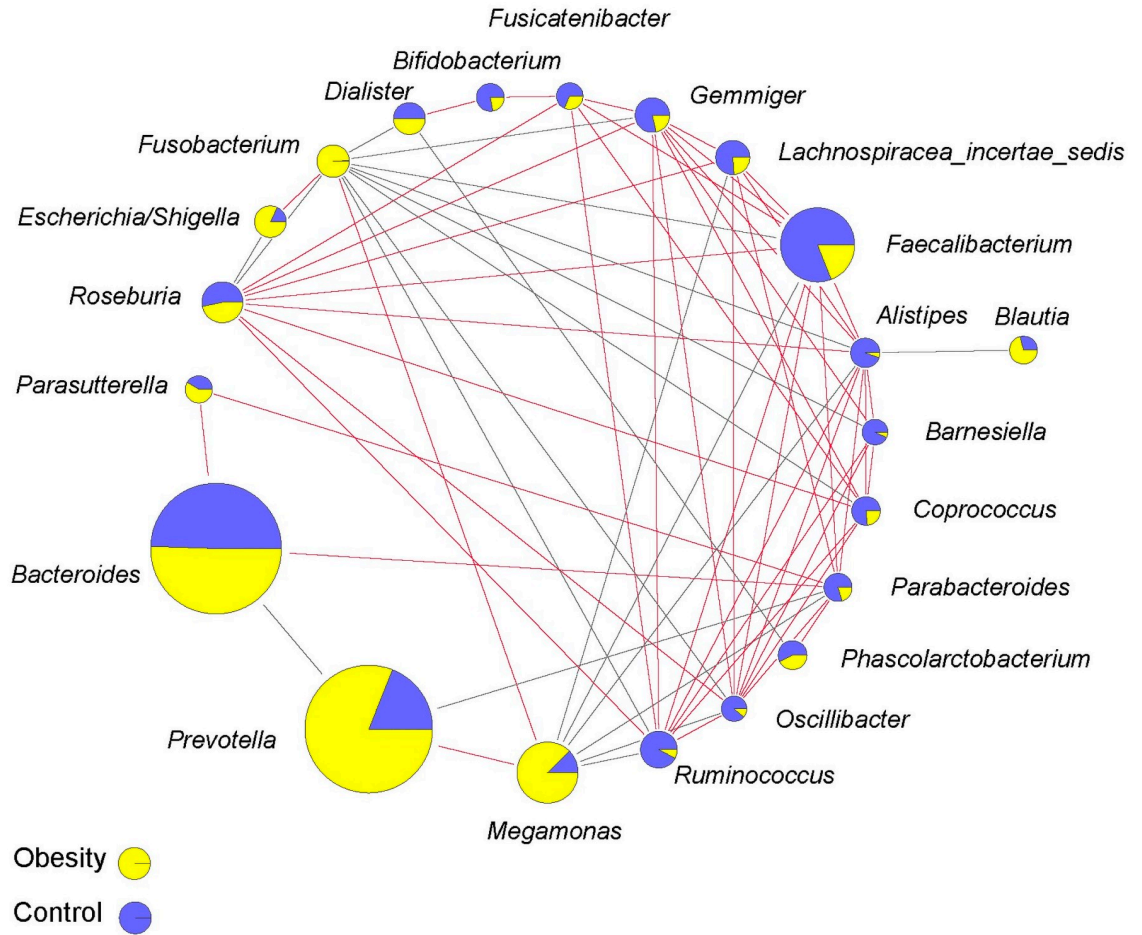 Fusicatenibacter
Bifidobacterium
Gemmiger
Dialister
Lachnospiracea_incertae_sedis
Fusobacterium
Escherichia/Shigella
Faecalibacterium
Roseburia
Alistipes
Blautia
Parasutterella
Barnesiella
Coprococcus
Bacteroides
Parabacteroides
Phascolarctobacterium
Oscillibacter
Prevotella
Ruminococcus
Megamonas
Obesity
Control